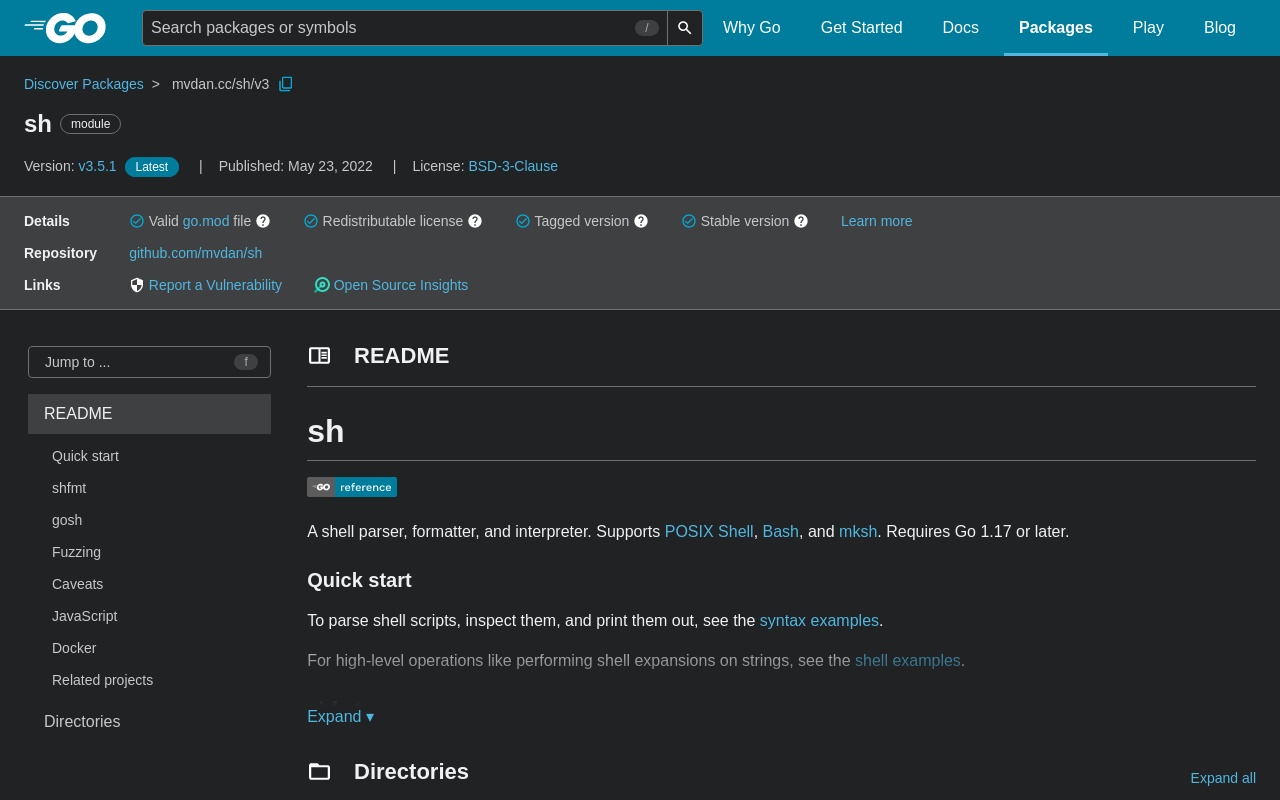 GO
Search packages or symbols /
Why Go Get Started Docs Packages Play Blog
Discover Packages > mvdan.cc/sh/v3
sh module
Version: v3.5.1 Latest | Published: May 23, 2022 | License: BSD-3-Clause
Details Valid go.mod file Redistributable license Tagged version Stable version Learn more
Repository github.com/mvdan/sh
Links Report a Vulnerability Open Source Insights
Jump to ... f
README
Quick start
shfmt
gosh
Fuzzing
Caveats
JavaScript
Docker
Related projects
Directories
README
sh
GO reference
A shell parser, formatter, and interpreter. Supports POSIX Shell, Bash, and mksh. Requires Go 1.17 or later.
Quick start
To parse shell scripts, inspect them, and print them out, see the syntax examples.
For high-level operations like performing shell expansions on strings, see the shell examples.
Expand ▾
Directories
Expand all